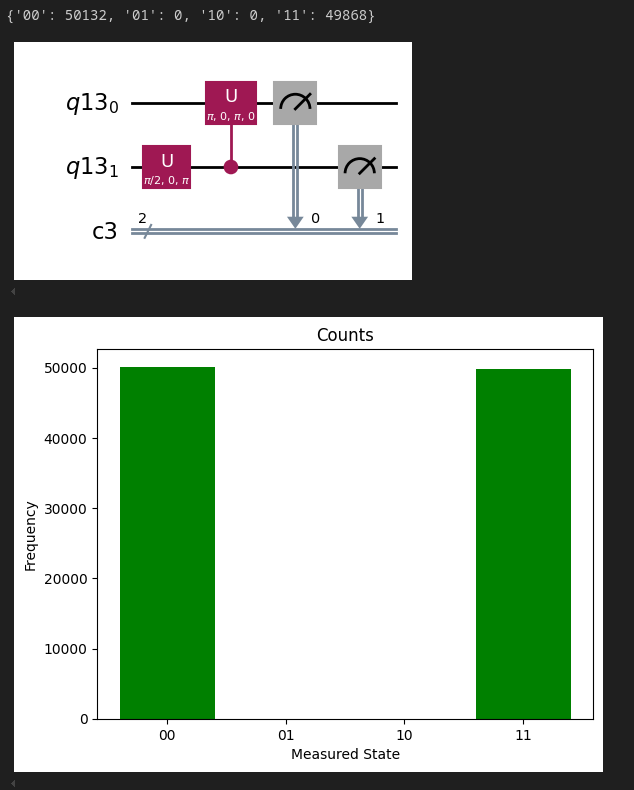 {'00': 50132, '01': 0, '10': 0, '11': 49868}
q13₀
U
π, 0, π, 0
q13₁
U
π/2, 0, π
c3
2
0
1
Counts
Frequency
50000
40000
30000
20000
10000
0
00
01
10
11
Measured State